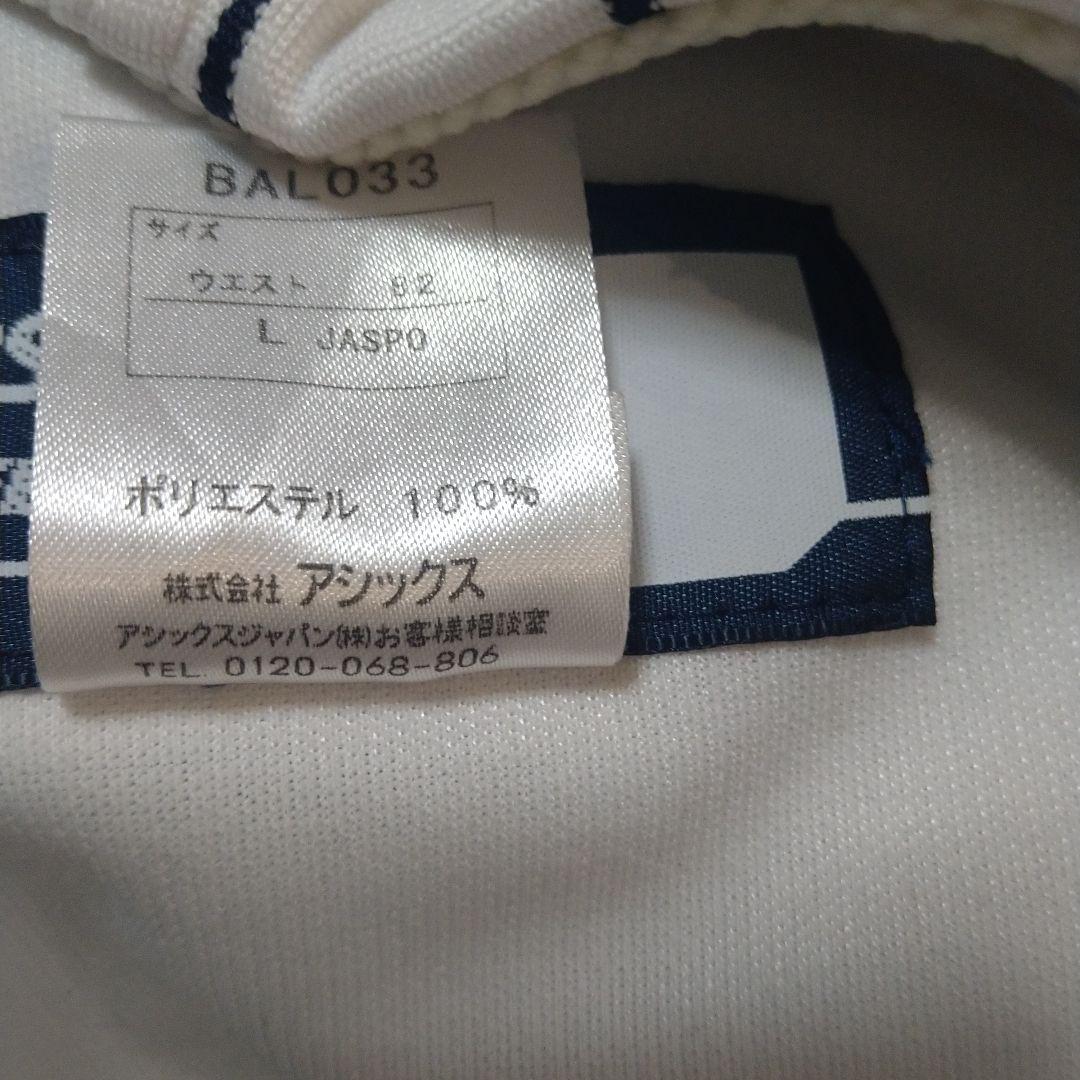 BAL033
サイズ
ウエスト 82
L JASPO
ポリエステル 100%
株式会社 アシックス
アシックスジャパン(株)お客様相談室
TEL. 0120-068-806